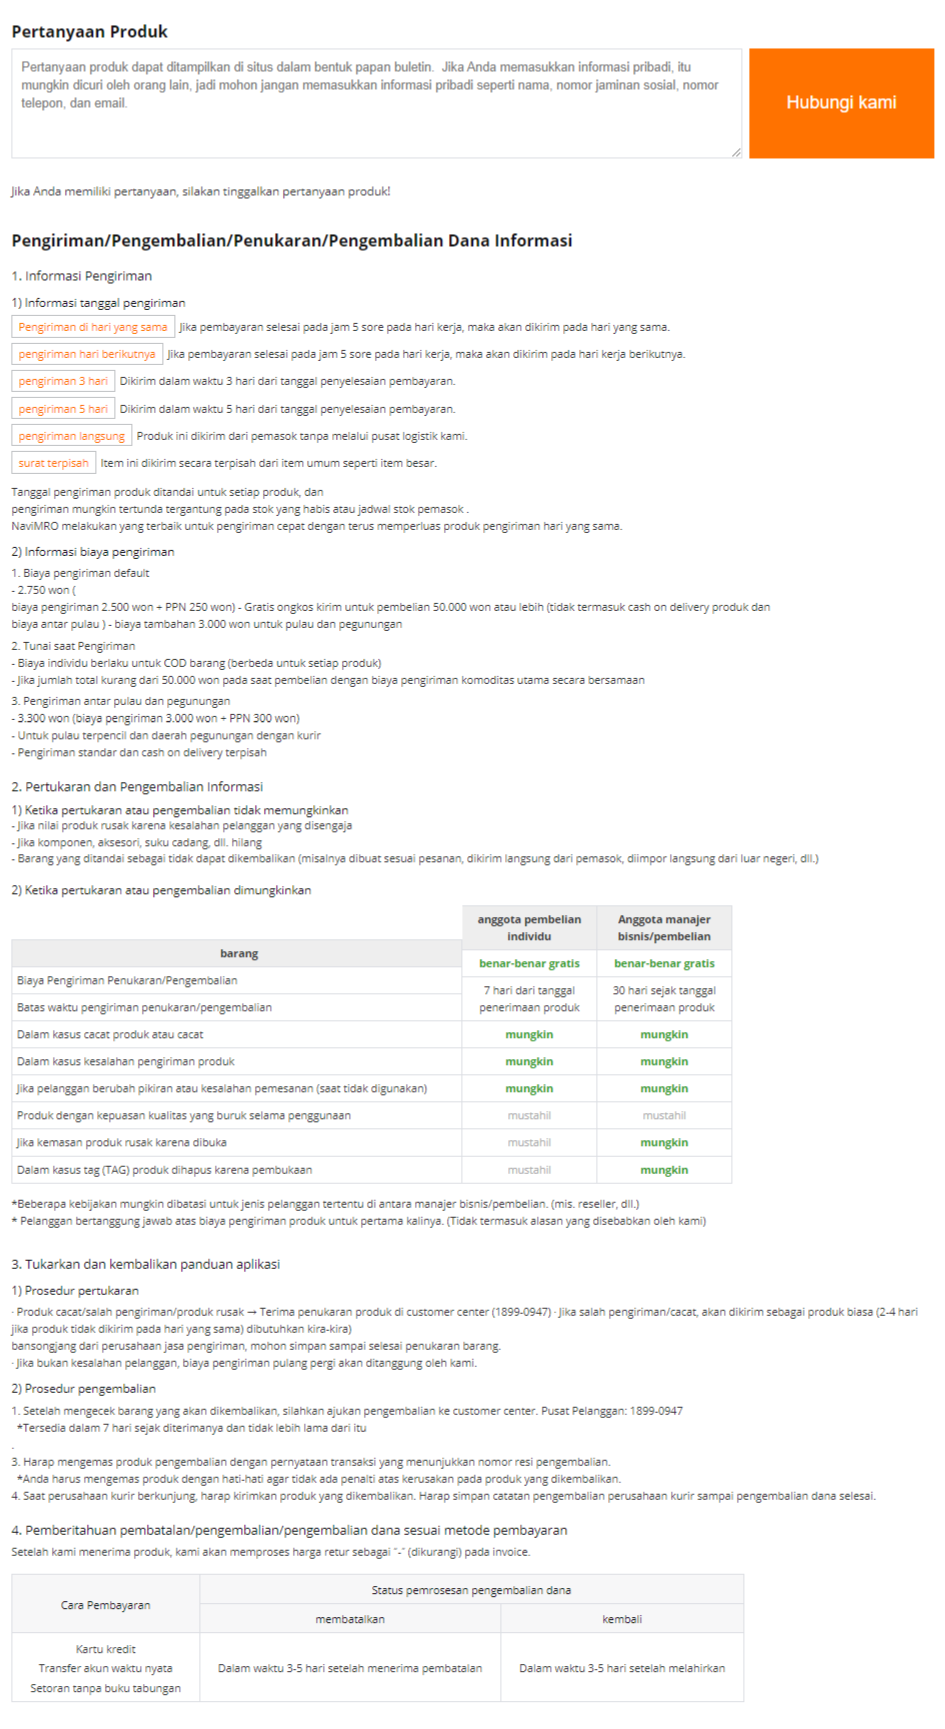 Pertanyaan Produk
Pertanyaan produk dapat ditampilkan di situs dalam bentuk papan buletin. Jika Anda memasukkan informasi pribadi, itu
mungkin dicuri oleh orang lain, jadi mohon jangan memasukkan informasi pribadi seperti nama, nomor jaminan sosial, nomor
telepon, dan email.
Hubungi kami
Jika Anda memiliki pertanyaan, silakan tinggalkan pertanyaan produk!
Pengiriman/Pengembalian/Penukaran/Pengembalian Dana Informasi
1. Informasi Pengiriman
1) Informasi tanggal pengiriman
Pengiriman di hari yang sama Jika pembayaran selesai pada jam 5 sore pada hari kerja, maka akan dikirim pada hari yang sama.
pengiriman hari berikutnya Jika pembayaran selesai pada jam 5 sore pada hari kerja, maka akan dikirim pada hari kerja berikutnya.
pengiriman 3 hari Dikirim dalam waktu 3 hari dari tanggal penyelesaian pembayaran.
pengiriman 5 hari Dikirim dalam waktu 5 hari dari tanggal penyelesaian pembayaran.
pengiriman langsung Produk ini dikirim dari pemasok tanpa melalui pusat logistik kami.
surat terpisah Item ini dikirim secara terpisah dari item umum seperti item besar.
Tanggal pengiriman produk ditandai untuk setiap produk, dan
pengiriman mungkin tertunda tergantung pada stok yang habis atau jadwal stok pemasok .
NaviMRO melakukan yang terbaik untuk pengiriman cepat dengan terus memperluas produk pengiriman hari yang sama.
2) Informasi biaya pengiriman
1. Biaya pengiriman default
- 2.750 won (
biaya pengiriman 2.500 won + PPN 250 won) - Gratis ongkos kirim untuk pembelian 50.000 won atau lebih (tidak termasuk cash on delivery produk dan
biaya antar pulau ) - biaya tambahan 3.000 won untuk pulau dan pegunungan
2. Tunai saat Pengiriman
- Biaya individu berlaku untuk COD barang (berbeda untuk setiap produk)
- Jika jumlah total kurang dari 50.000 won pada saat pembelian dengan biaya pengiriman komoditas utama secara bersamaan
3. Pengiriman antar pulau dan pegunungan
- 3.300 won (biaya pengiriman 3.000 won + PPN 300 won)
- Untuk pulau terpencil dan daerah pegunungan dengan kurir
- Pengiriman standar dan cash on delivery terpisah
2. Pertukaran dan Pengembalian Informasi
1) Ketika pertukaran atau pengembalian tidak memungkinkan
- Jika nilai produk rusak karena kesalahan pelanggan yang disengaja
- Jika komponen, aksesori, suku cadang, dll. hilang
- Barang yang ditandai sebagai tidak dapat dikembalikan (misalnya dibuat sesuai pesanan, dikirim langsung dari pemasok, diimpor langsung dari luar negeri, dll.)
2) Ketika pertukaran atau pengembalian dimungkinkan
anggota pembelian individu Anggota manajer bisnis/pembelian
barang
benar-benar gratis benar-benar gratis
Biaya Pengiriman Penukaran/Pengembalian
7 hari dari tanggal penerimaan produk 30 hari sejak tanggal penerimaan produk
Batas waktu pengiriman penukaran/pengembalian
Dalam kasus cacat produk atau cacat mungkin mungkin
Dalam kasus kesalahan pengiriman produk mungkin mungkin
Jika pelanggan berubah pikiran atau kesalahan pemesanan (saat tidak digunakan) mungkin mungkin
Produk dengan kepuasan kualitas yang buruk selama penggunaan mustahil mustahil
Jika kemasan produk rusak karena dibuka mustahil mungkin
Dalam kasus tag (TAG) produk dihapus karena pembukaan mustahil mungkin
*Beberapa kebijakan mungkin dibatasi untuk jenis pelanggan tertentu di antara manajer bisnis/pembelian. (mis. reseller, dll.)
* Pelanggan bertanggung jawab atas biaya pengiriman produk untuk pertama kalinya. (Tidak termasuk alasan yang disebabkan oleh kami)
3. Tukarkan dan kembalikan panduan aplikasi
1) Prosedur pertukaran
· Produk cacat/salah pengiriman/produk rusak → Terima penukaran produk di customer center (1899-0947) · Jika salah pengiriman/cacat, akan dikirim sebagai produk biasa (2-4 hari
jika produk tidak dikirim pada hari yang sama) dibutuhkan kira-kira)
bansongjang dari perusahaan jasa pengiriman, mohon simpan sampai selesai penukaran barang.
· Jika bukan kesalahan pelanggan, biaya pengiriman pulang pergi akan ditanggung oleh kami.
2) Prosedur pengembalian
1. Setelah mengecek barang yang akan dikembalikan, silahkan ajukan pengembalian ke customer center. Pusat Pelanggan: 1899-0947
*Tersedia dalam 7 hari sejak diterimanya dan tidak lebih lama dari itu
.
3. Harap mengemas produk pengembalian dengan pernyataan transaksi yang menunjukkan nomor resi pengembalian.
*Anda harus mengemas produk dengan hati-hati agar tidak ada penalti atas kerusakan pada produk yang dikembalikan.
4. Saat perusahaan kurir berkunjung, harap kirimkan produk yang dikembalikan. Harap simpan catatan pengembalian perusahaan kurir sampai pengembalian dana selesai.
4. Pemberitahuan pembatalan/pengembalian/pengembalian dana sesuai metode pembayaran
Setelah kami menerima produk, kami akan memproses harga retur sebagai "-" (dikurangi) pada invoice.
Cara Pembayaran Status pemrosesan pengembalian dana
membatalkan kembali
Kartu kredit
Transfer akun waktu nyata Dalam waktu 3-5 hari setelah menerima pembatalan Dalam waktu 3-5 hari setelah melahirkan
Setoran tanpa buku tabungan